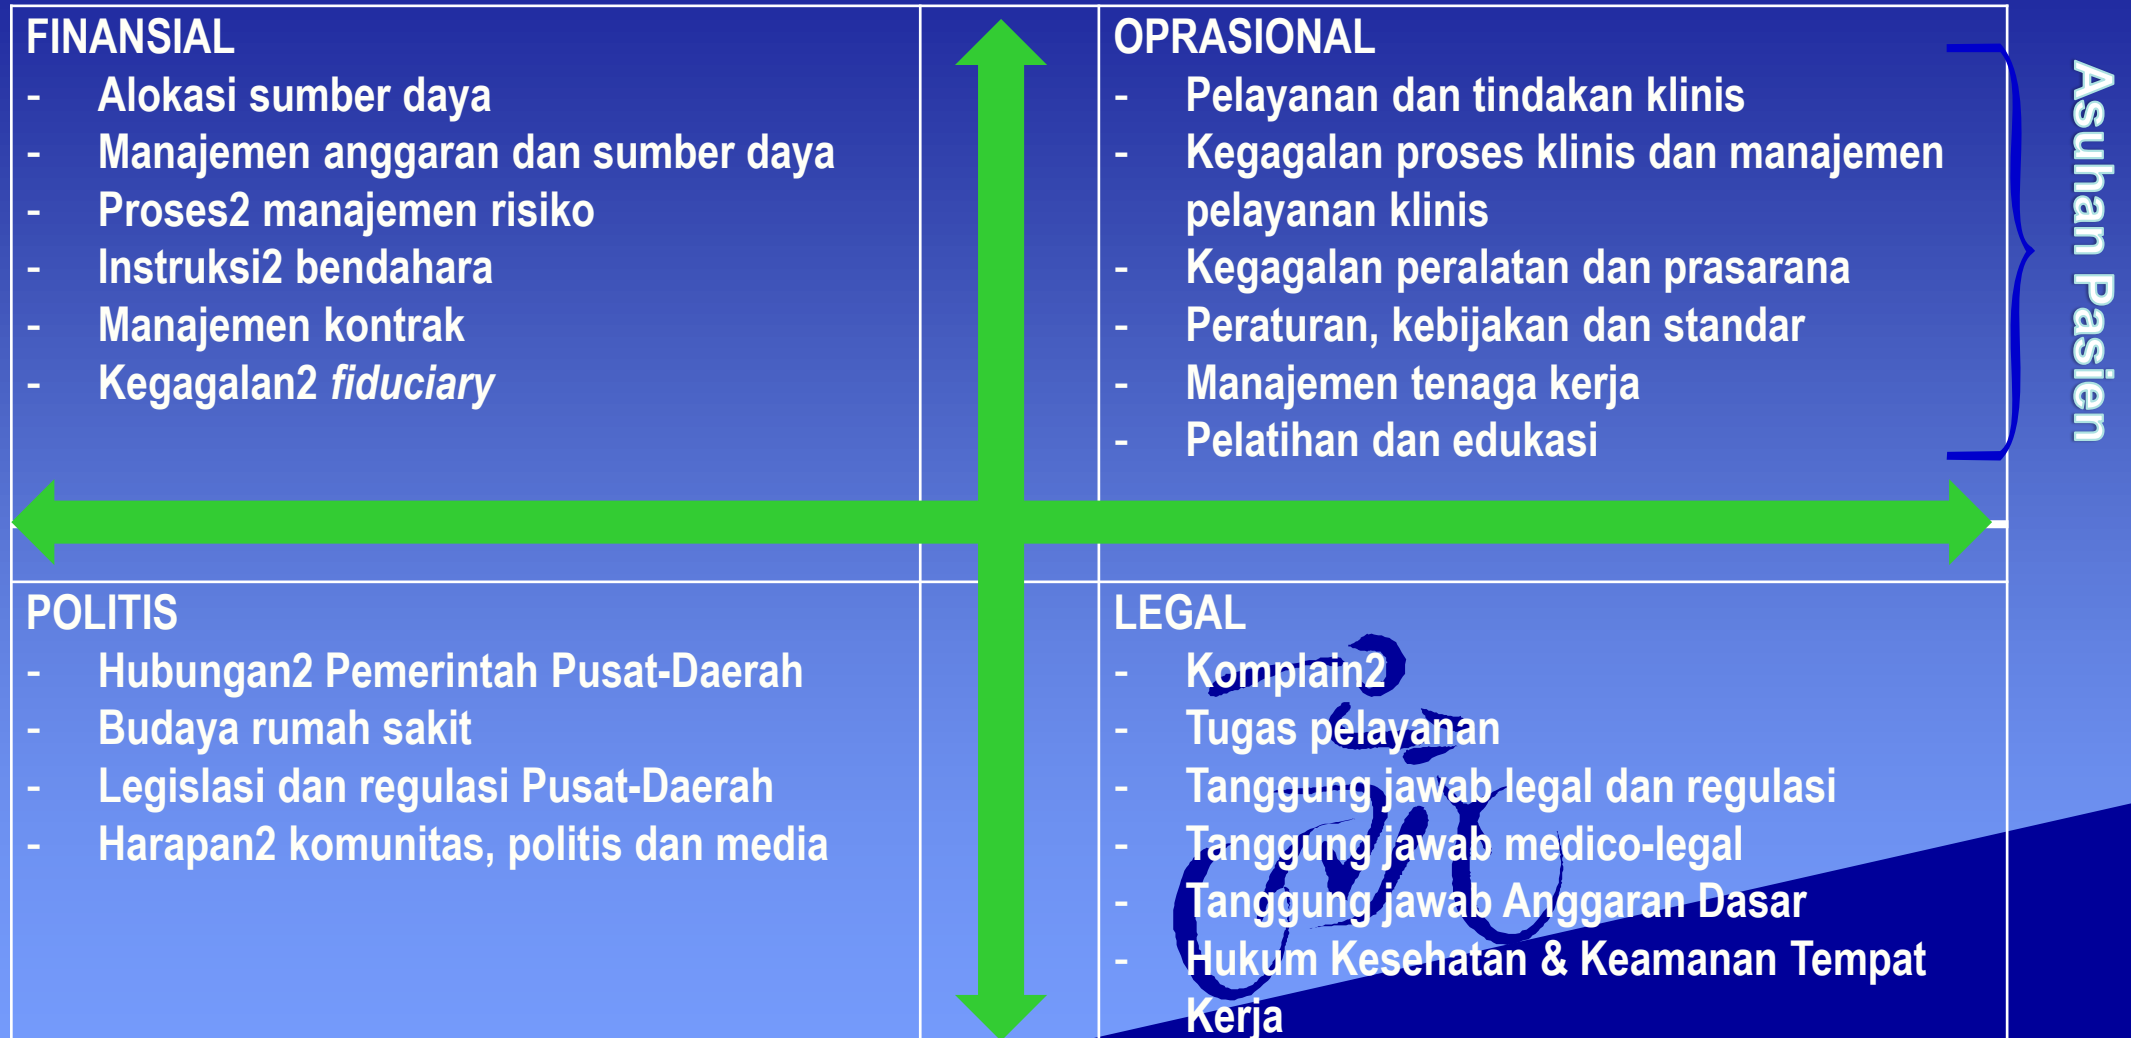 FINANSIAL
- Alokasi sumber daya
- Manajemen anggaran dan sumber daya
- Proses2 manajemen risiko
- Instruksi2 bendahara
- Manajemen kontrak
- Kegagalan2 fiduciary
OPRASIONAL
- Pelayanan dan tindakan klinis
- Kegagalan proses klinis dan manajemen
pelayanan klinis
- Kegagalan peralatan dan prasarana
- Peraturan, kebijakan dan standar
- Manajemen tenaga kerja
- Pelatihan dan edukasi
Asuhan Pasien
POLITIS
- Hubungan2 Pemerintah Pusat-Daerah
- Budaya rumah sakit
- Legislasi dan regulasi Pusat-Daerah
- Harapan2 komunitas, politis dan media
LEGAL
- Komplain2
- Tugas pelayanan
- Tanggung jawab legal dan regulasi
- Tanggung jawab medico-legal
- Tanggung jawab Anggaran Dasar
- Hukum Kesehatan & Keamanan Tempat
Kerja